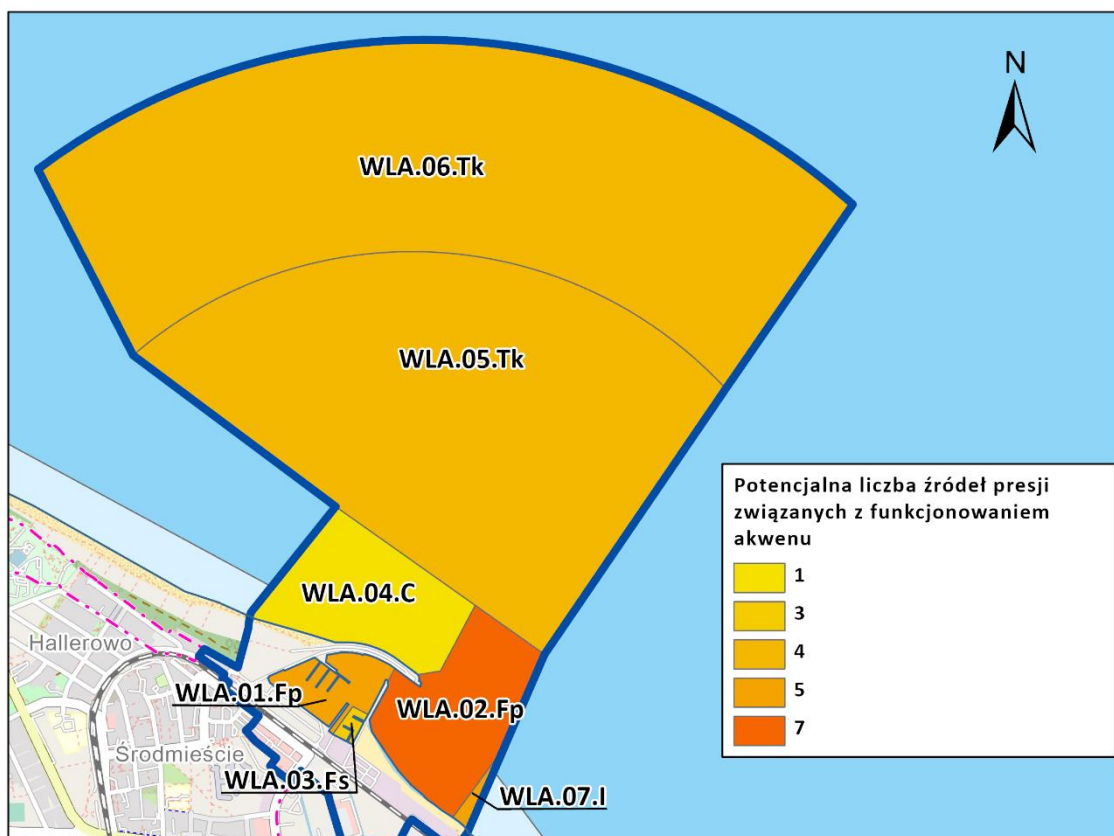 N
WLA.06.Tk
WLA.05.Tk
Potencjalna liczba źródeł presji
związanych z funkcjonowaniem
akwenu
1
3
4
5
7
WLA.04.C
Hallerowo
WLA.01.Fp
WLA.02.Fp
Śródmieście
WLA.03.Fs
WLA.07.I